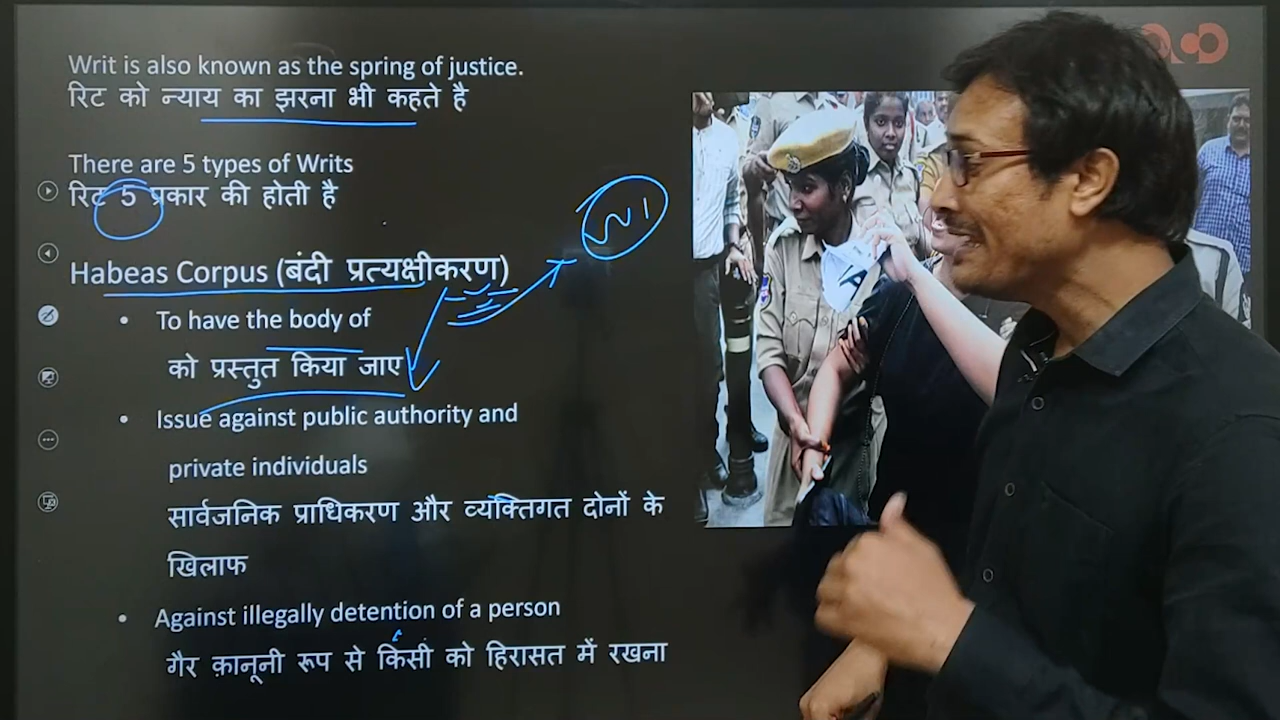 Writ is also known as the spring of justice.
रिट को न्याय का झरना भी कहते है
There are 5 types of Writs
रिट 5 प्रकार की होती है
Habeas Corpus (बंदी प्रत्यक्षीकरण)
• To have the body of
को प्रस्तुत किया जाए
• Issue against public authority and
private individuals
सार्वजनिक प्राधिकरण और व्यक्तिगत दोनों के
खिलाफ
• Against illegally detention of a person
गैर क़ानूनी रूप से किसी को हिरासत में रखना